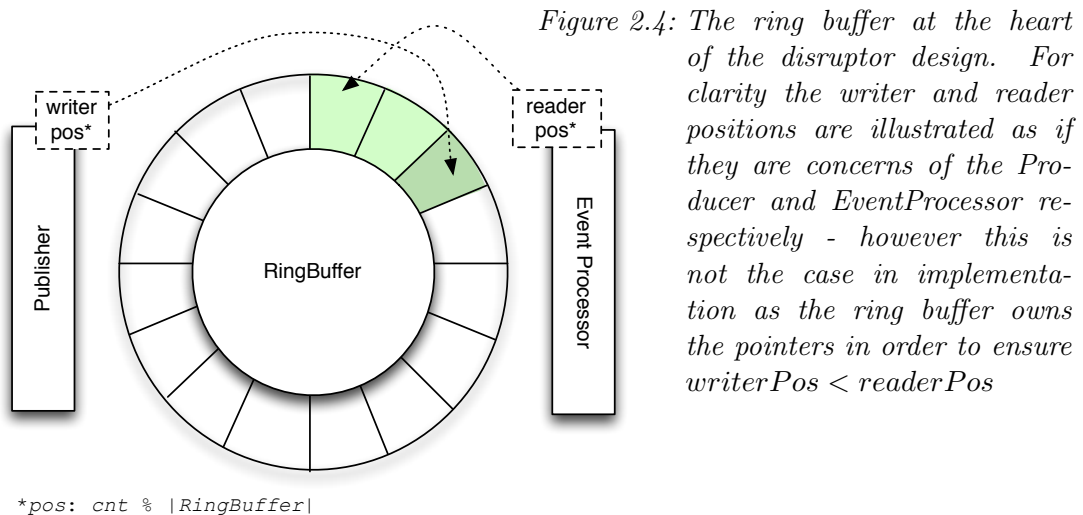 Figure 2.4: The ring buffer at the heart
of the disruptor design. For
clarity the writer and reader
positions are illustrated as if
they are concerns of the Pro-
ducer and EventProcessor re-
spectively - however this is
not the case in implementa-
tion as the ring buffer owns
the pointers in order to ensure
writerPos < readerPos
writer
pos*
reader
pos*
Publisher
RingBuffer
Event Processor
*pos: cnt % |RingBuffer|